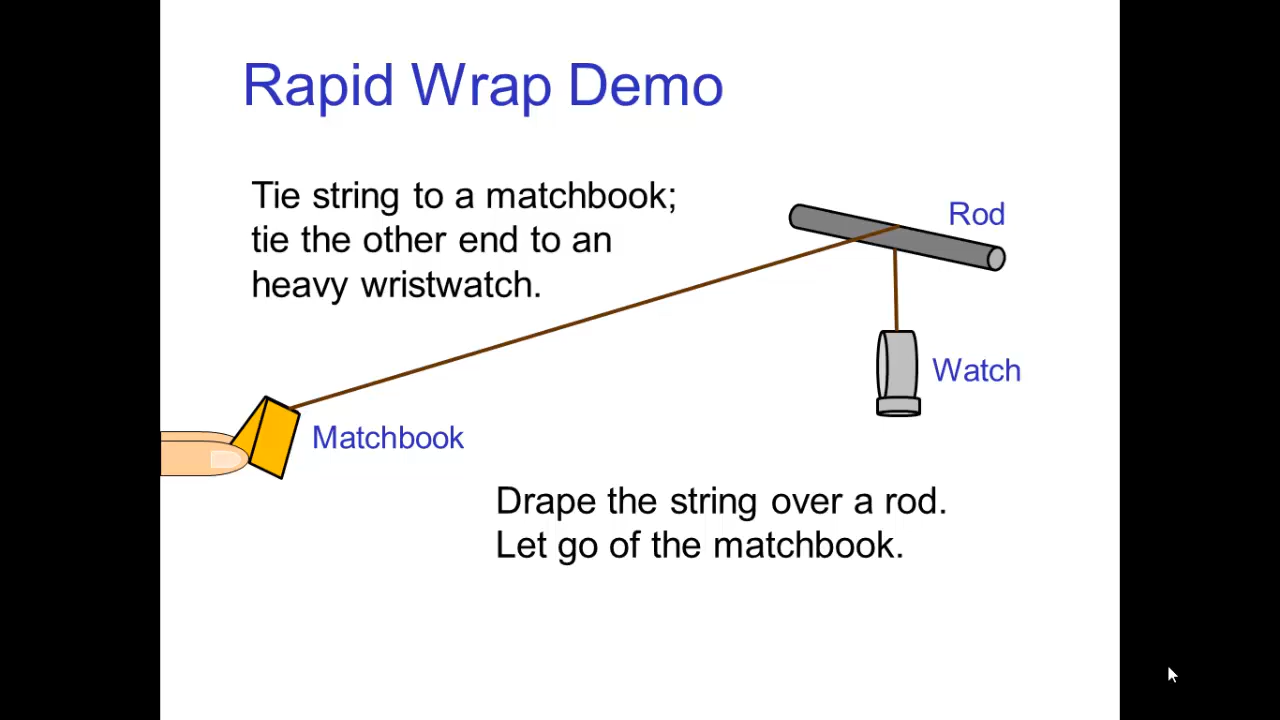 Rapid Wrap Demo
Tie string to a matchbook;
tie the other end to an
heavy wristwatch.
Rod
Watch
Matchbook
Drape the string over a rod.
Let go of the matchbook.